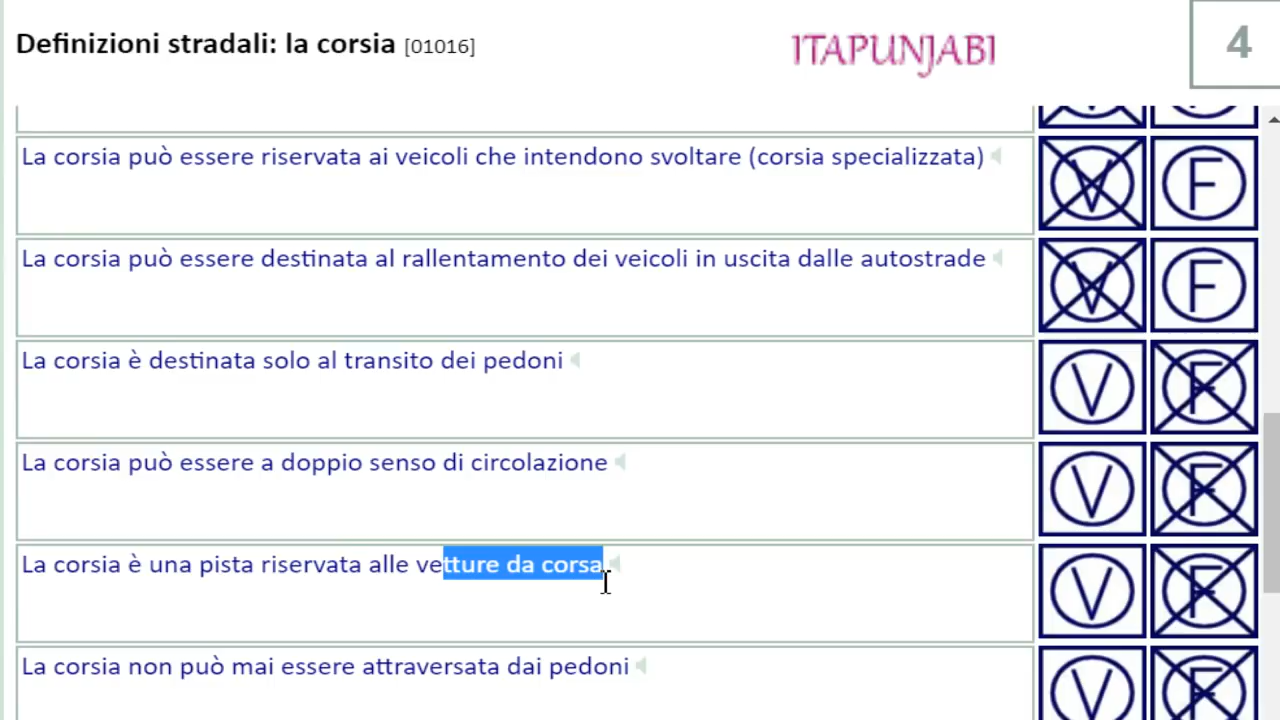 Definizioni stradali: la corsia [01016]
ITAPUNJABI
4
La corsia può essere riservata ai veicoli che intendono svoltare (corsia specializzata)
V F
La corsia può essere destinata al rallentamento dei veicoli in uscita dalle autostrade
V F
La corsia è destinata solo al transito dei pedoni
V F
La corsia può essere a doppio senso di circolazione
V F
La corsia è una pista riservata alle vetture da corsa
V F
La corsia non può mai essere attraversata dai pedoni
V F